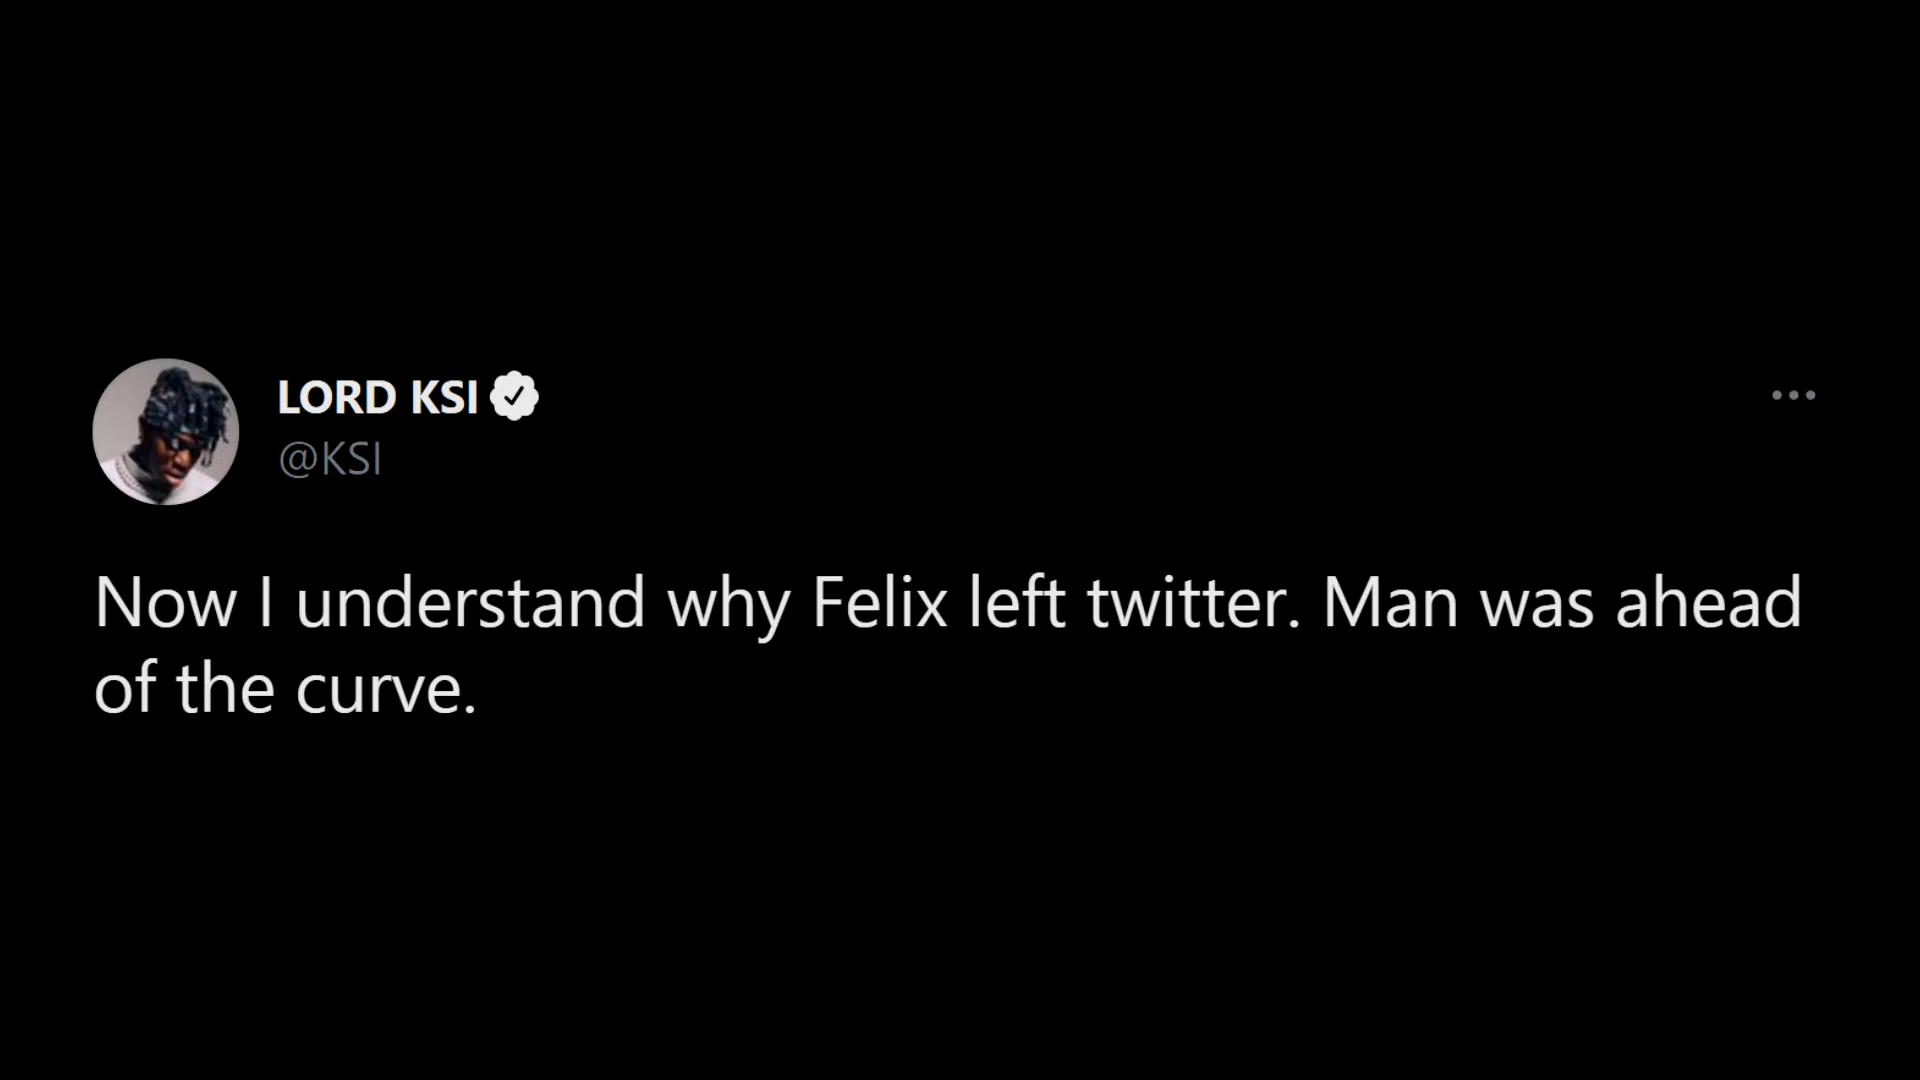 LORD KSI
@KSI
Now I understand why Felix left twitter. Man was ahead
of the curve.